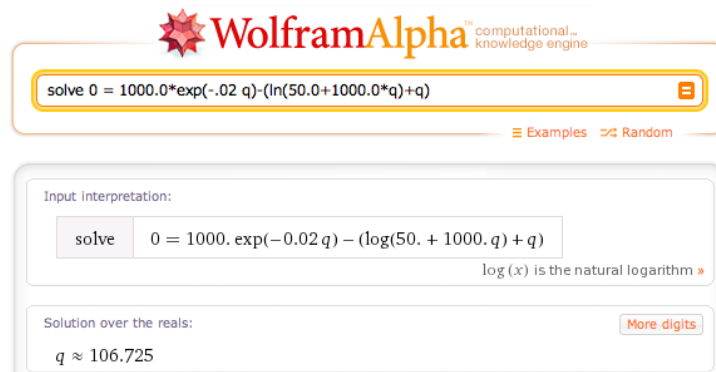 WolframAlpha™ computational...
knowledge engine
solve 0 = 1000.0*exp(-.02 q)-(ln(50.0+1000.0*q)+q)
Examples Random
Input interpretation:
solve 0 = 1000. exp(−0.02 q) − (log(50. + 1000. q) + q)
log (x) is the natural logarithm »
Solution over the reals: More digits
q ≈ 106.725